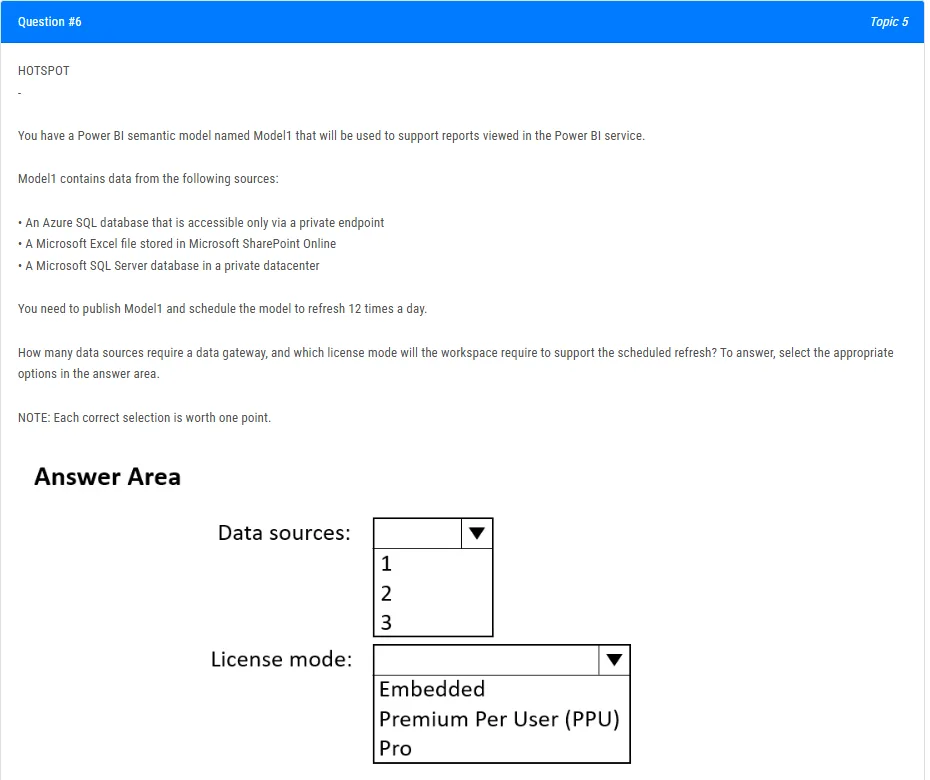 Question #6
Topic 5
HOTSPOT
-
You have a Power BI semantic model named Model1 that will be used to support reports viewed in the Power BI service.
Model1 contains data from the following sources:
• An Azure SQL database that is accessible only via a private endpoint
• A Microsoft Excel file stored in Microsoft SharePoint Online
• A Microsoft SQL Server database in a private datacenter
You need to publish Model1 and schedule the model to refresh 12 times a day.
How many data sources require a data gateway, and which license mode will the workspace require to support the scheduled refresh? To answer, select the appropriate
options in the answer area.
NOTE: Each correct selection is worth one point.
Answer Area
Data sources:
1
2
3
License mode:
Embedded
Premium Per User (PPU)
Pro